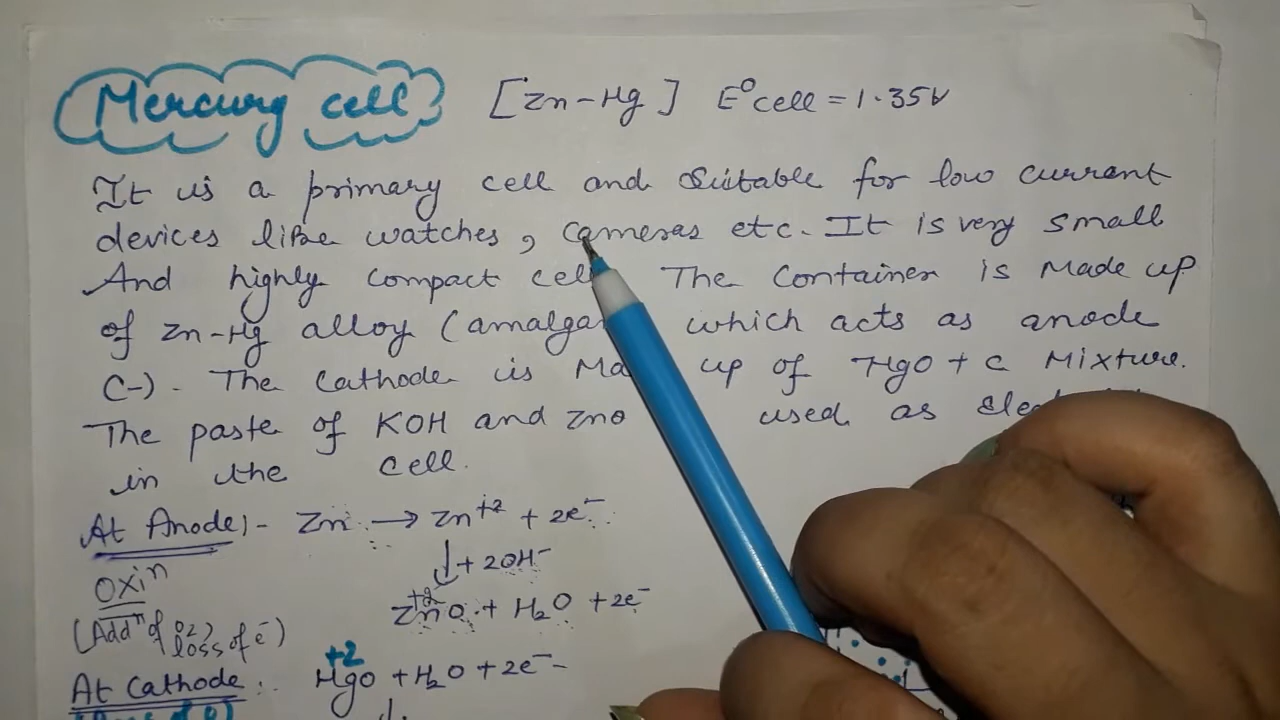 Mercury cell [Zn-Hg] E°cell = 1.35V
It is a primary cell and Suitable for low current
devices like watches, cameras etc. It is very small
And highly compact cell The Container is Made up
of Zn-Hg alloy (amalga which acts as anode
(-). The Cathode is Ma up of HgO + C Mixture.
The paste of KOH and ZnO used as
in the cell.
At Anode:- Zn → Zn+2 + 2e-
↓ + 2OH-
Oxin
+2
ZnO + H2O + 2e-
(Addn of O2, loss of e-)
+2
At Cathode:- HgO + H2O + 2e-
↓